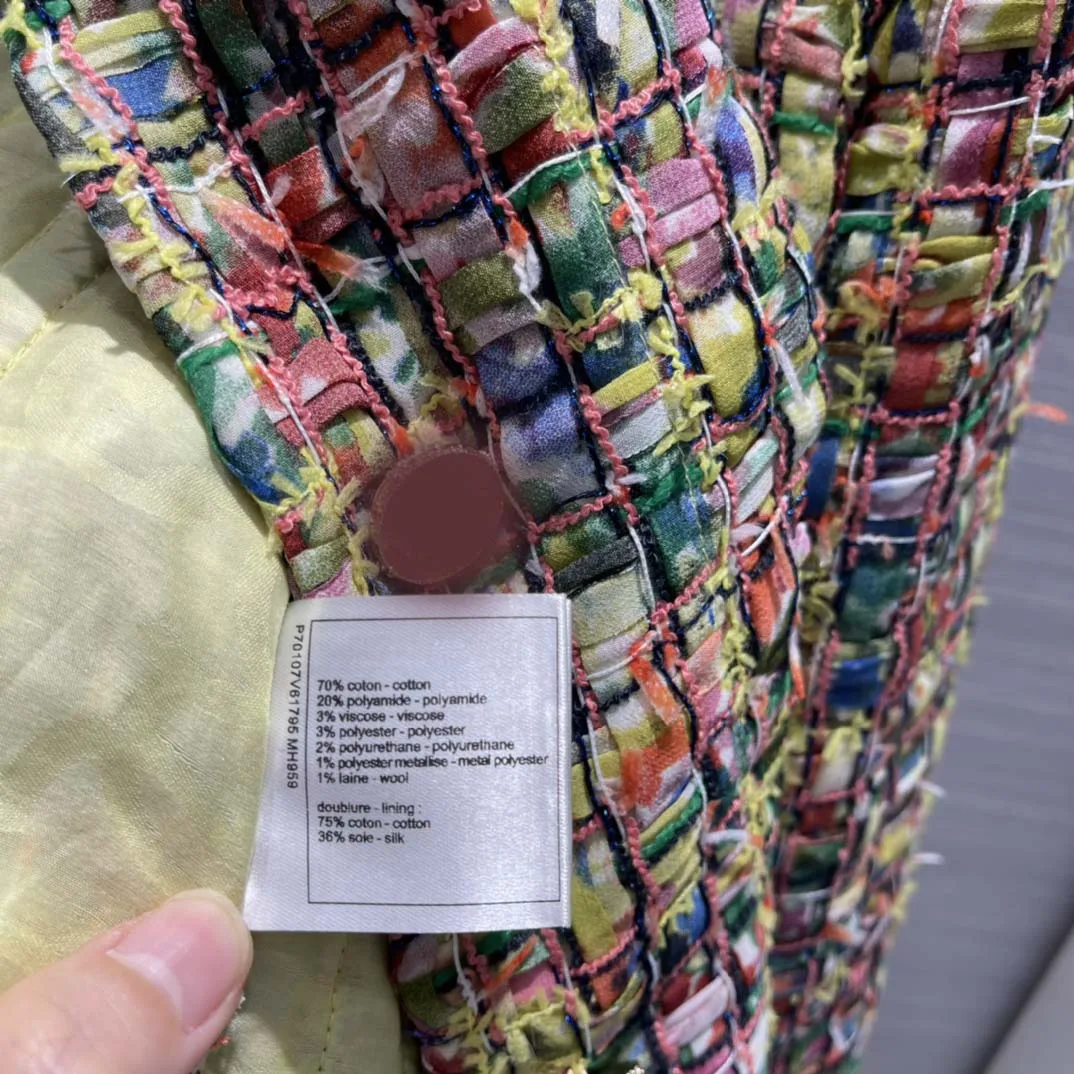 P70107V61795 MH959
70% coton - cotton
20% polyamide - polyamide
3% viscose - viscose
3% polyester - polyester
2% polyurethane - polyurethane
1% polyester metallise - metal polyester
1% laine - wool
doublure - lining :
75% coton - cotton
36% soie - silk